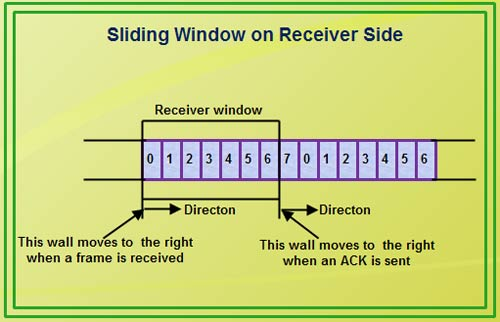 Sliding Window on Receiver Side
Receiver window
0 1 2 3 4 5 6 7 0 1 2 3 4 5 6
Directon
Directon
This wall moves to the right
when a frame is received
This wall moves to the right
when an ACK is sent